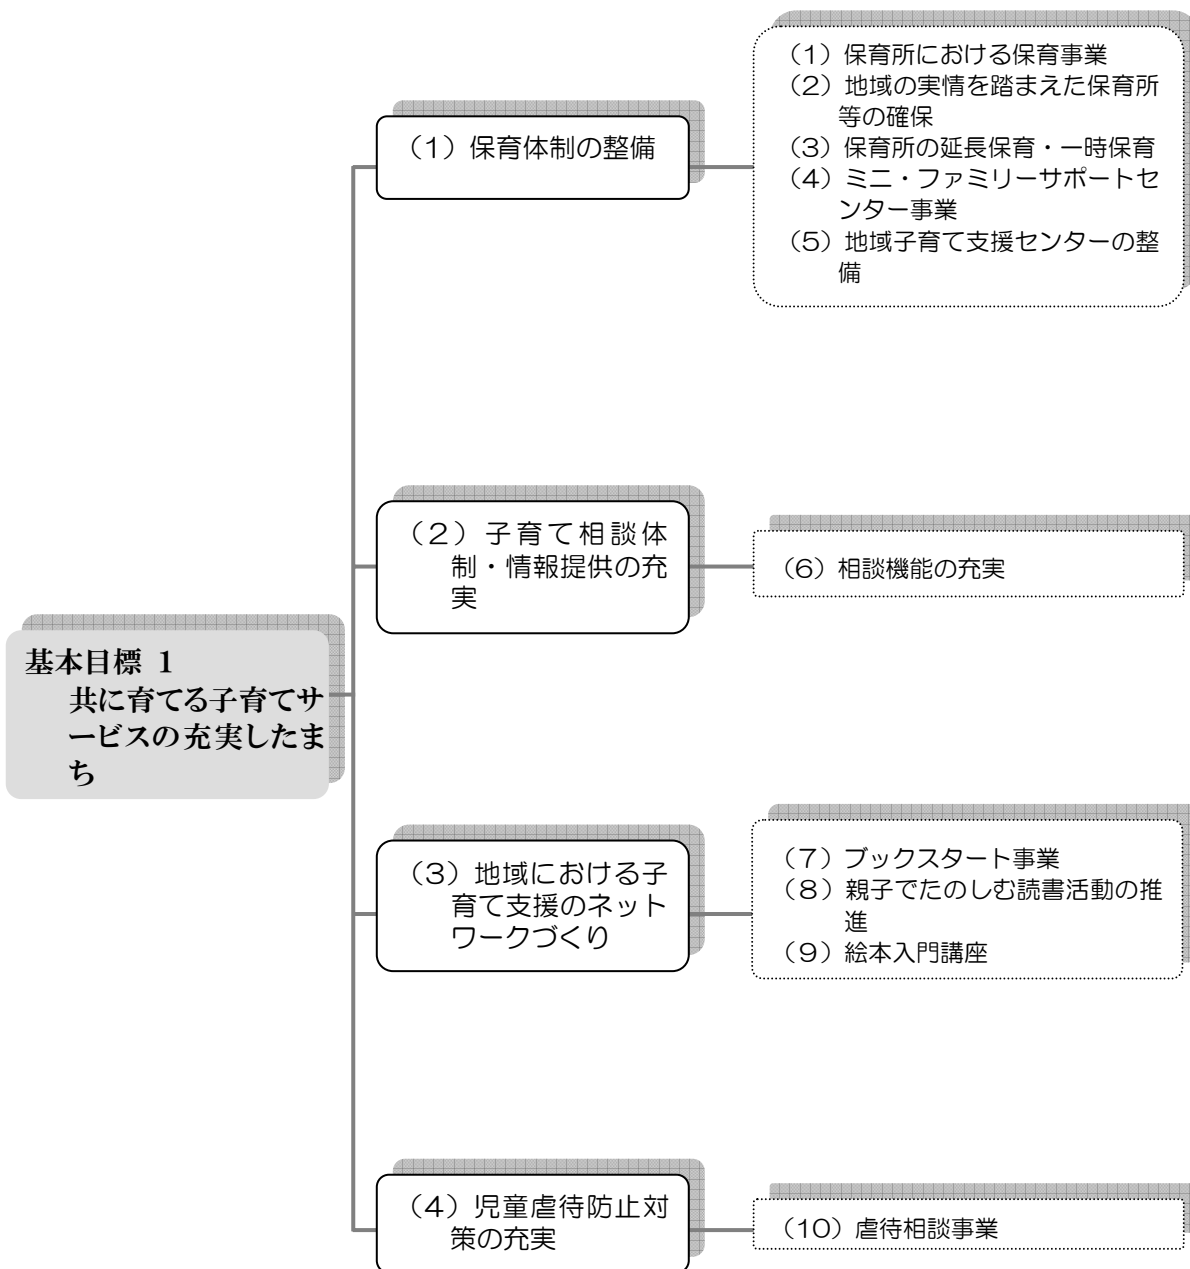 (1)保育所における保育事業
(2)地域の実情を踏まえた保育所
等の確保
(3)保育所の延長保育・一時保育
(4)ミニ・ファミリーサポートセ
ンター事業
(5)地域子育て支援センターの整
備
(1)保育体制の整備
(2)子育て相談体
制・情報提供の充
実
(6)相談機能の充実
基本目標 1
共に育てる子育てサ
ービスの充実したま
ち
(3)地域における子
育て支援のネット
ワークづくり
(7)ブックスタート事業
(8)親子でたのしむ読書活動の推
進
(9)絵本入門講座
(4)児童虐待防止対
策の充実
(10)虐待相談事業